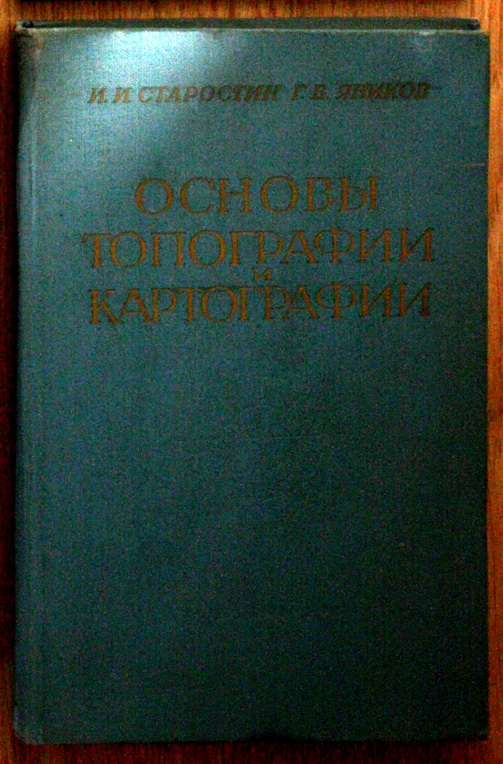 И. И. СТАРОСТИН Г. В. ЯНИКОВ
ОСНОВЫ
ТОПОГРАФИИ
И
КАРТОГРАФИИ